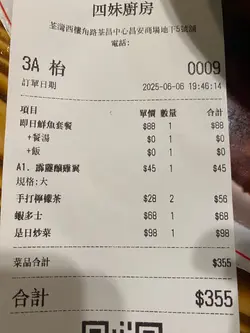 四妹廚房
荃灣西樓角路荃昌中心昌安商場地下5號舖
電話:
3A 枱 0009
訂單日期 2025-06-06 19:46:14
項目 單價 數量 合計
即日鮮魚套餐 $88 1 $88
+餐湯 $0 1 $0
+飯 $0 1 $0
A1. 霹靂釀雞翼 $45 1 $45
規格:大
手打檸檬茶 $28 2 $56
蝦多士 $68 1 $68
是日炒菜 $98 1 $98
菜品合計 $355
合計 $355